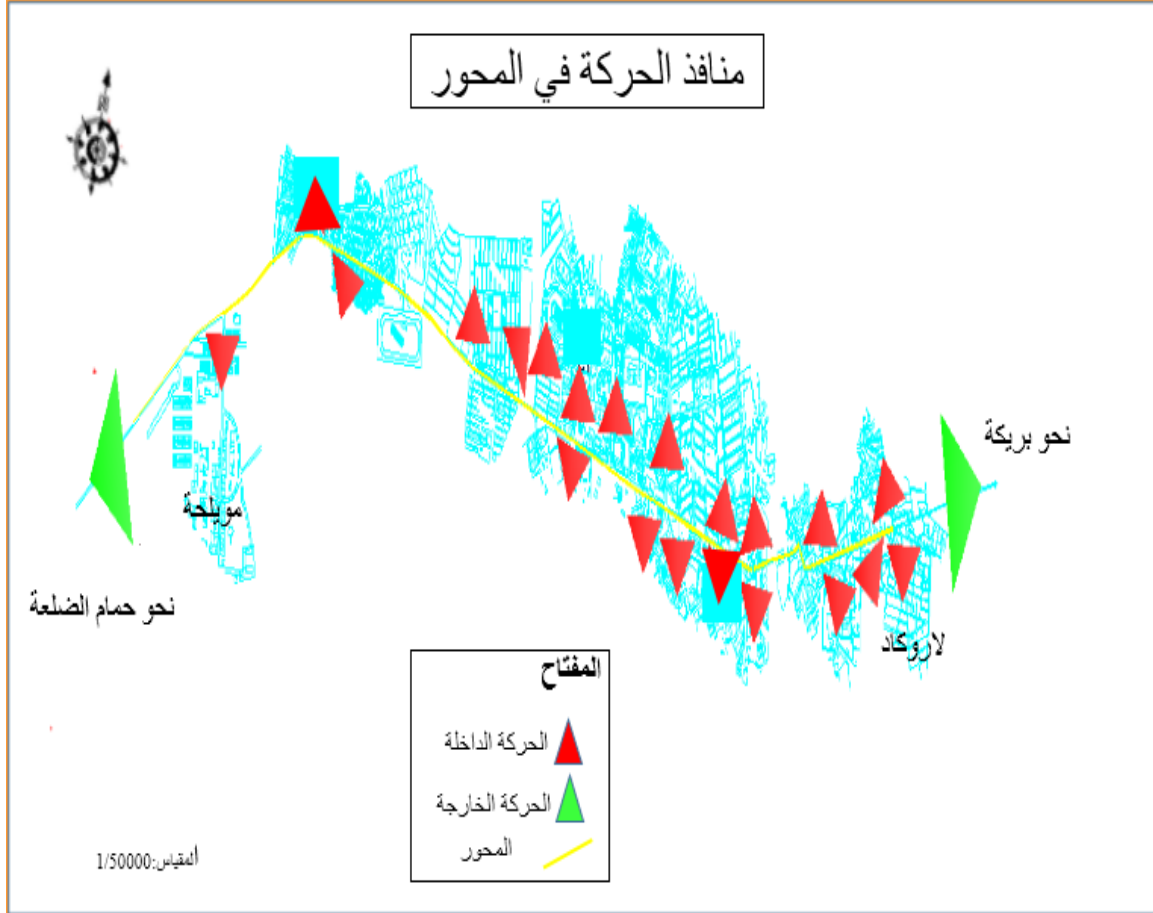 منافذ الحركة في المحور
نحو بريكة
مويلحة
نحو حمام الضلعة
لاروكاد
المفتاح
الحركة الداخلة
الحركة الخارجة
المحور
المقياس:1/50000